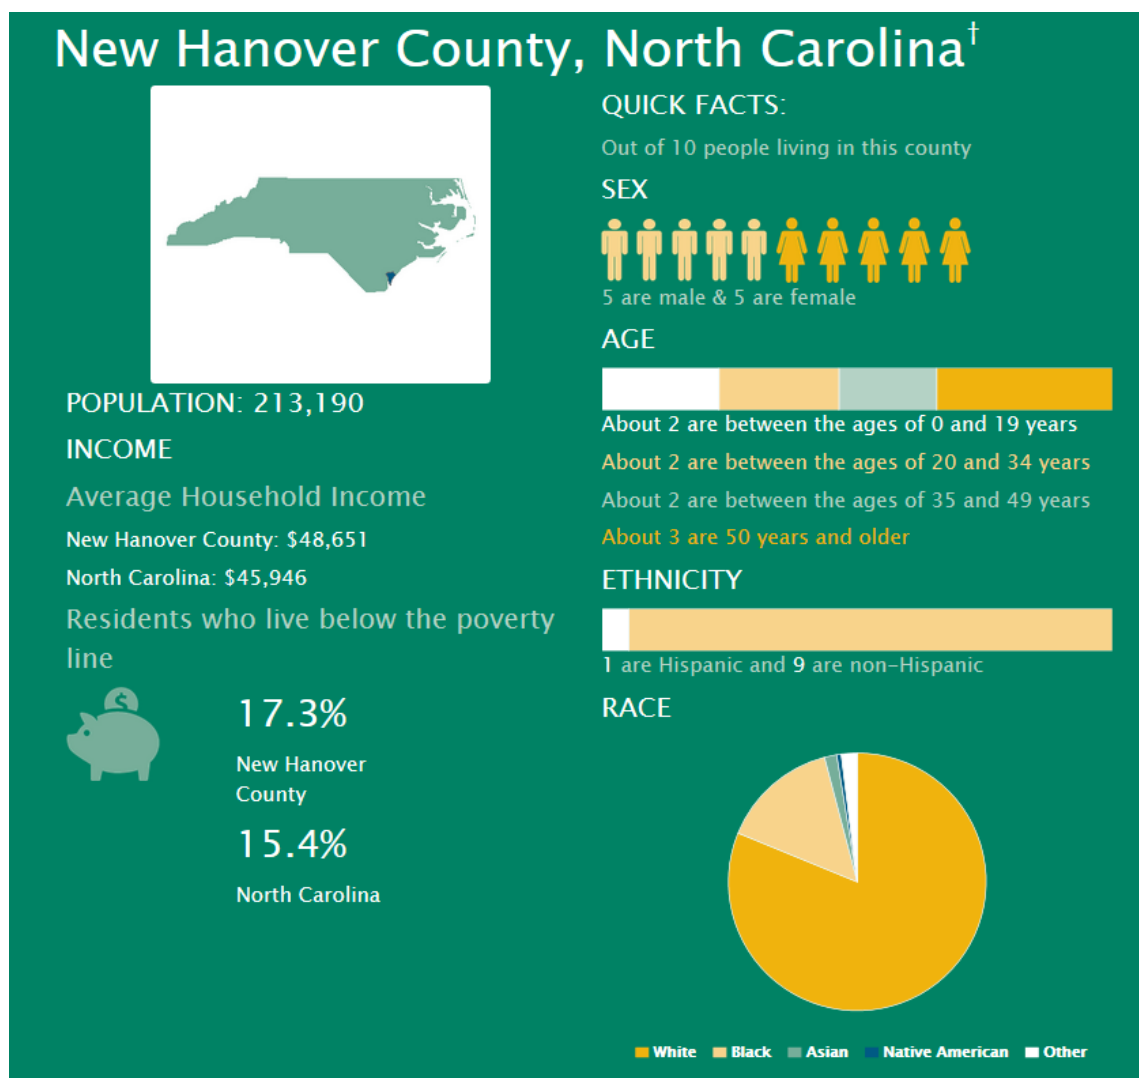 New Hanover County, North Carolina†
POPULATION: 213,190
INCOME
Average Household Income
New Hanover County: $48,651
North Carolina: $45,946
Residents who live below the poverty
line
$
17.3%
New Hanover
County
15.4%
North Carolina
QUICK FACTS:
Out of 10 people living in this county
SEX
5 are male & 5 are female
AGE
About 2 are between the ages of 0 and 19 years
About 2 are between the ages of 20 and 34 years
About 2 are between the ages of 35 and 49 years
About 3 are 50 years and older
ETHNICITY
1 are Hispanic and 9 are non-Hispanic
RACE
White Black Asian Native American Other